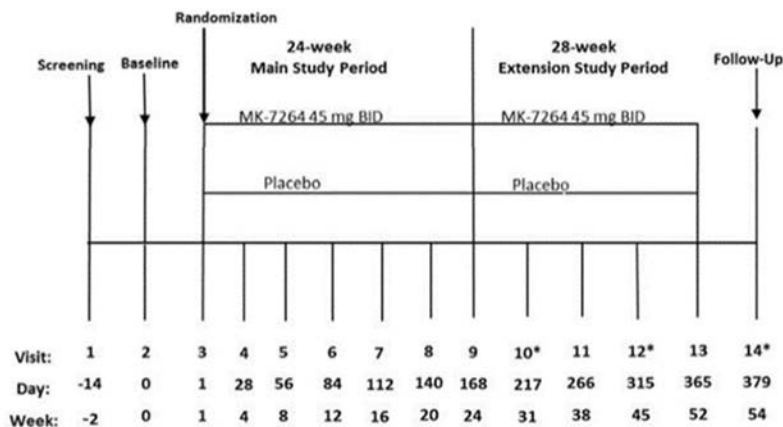 Randomization
24-week
Main Study Period
28-week
Extension Study Period
Screening
Baseline
Follow-Up
MK-7264 45 mg BID
MK-7264 45 mg BID
Placebo
Placebo
Visit: 1 2 3 4 5 6 7 8 9 10* 11 12* 13 14*
Day: -14 0 1 28 56 84 112 140 168 217 266 315 365 379
Week: -2 0 1 4 8 12 16 20 24 31 38 45 52 54